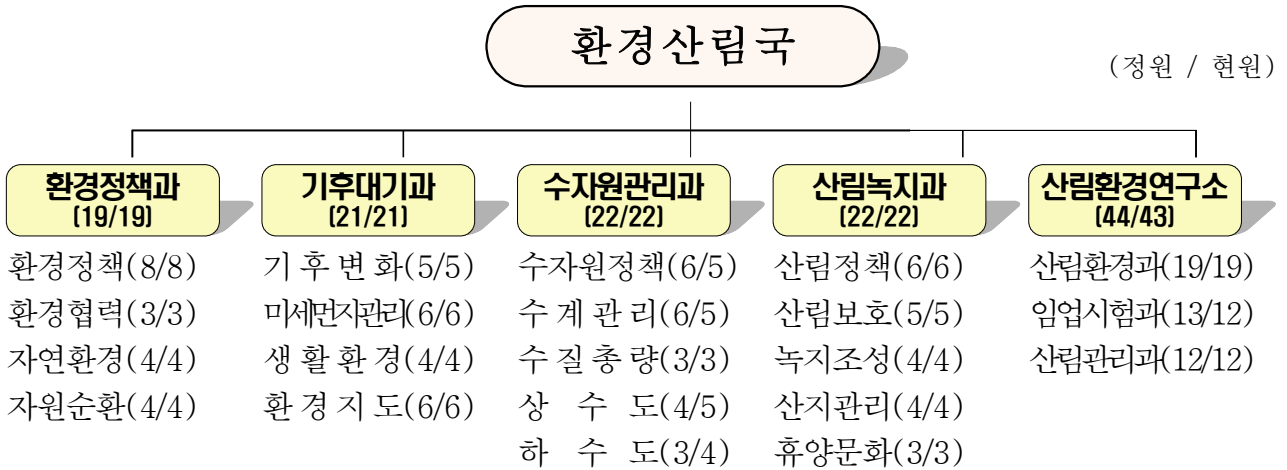 환경산림국
(정원 / 현원)
환경정책과
(19/19)
환경정책(8/8)
환경협력(3/3)
자연환경(4/4)
자원순환(4/4)
기후대기과
(21/21)
기 후 변 화(5/5)
미세먼지관리(6/6)
생 활 환 경(4/4)
환 경 지 도(6/6)
수자원관리과
(22/22)
수자원정책(6/5)
수 계 관 리(6/5)
수 질 총 량(3/3)
상 수 도(4/5)
하 수 도(3/4)
산림녹지과
(22/22)
산림정책(6/6)
산림보호(5/5)
녹지조성(4/4)
산지관리(4/4)
휴양문화(3/3)
산림환경연구소
(44/43)
산림환경과(19/19)
임업시험과(13/12)
산림관리과(12/12)